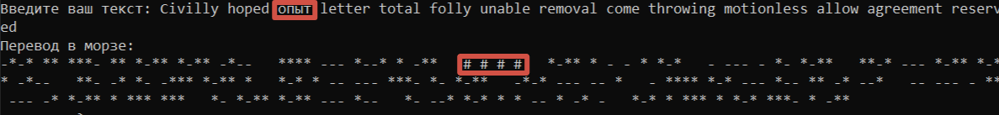 Введите ваш текст: Civilly hoped опыт letter total folly unable removal come throwing motionless allow agreement reserv
ed
Перевод в морзе:
-*-* ** ***- ** *-** *-** -*--   **** --- *--* * -**   # # # #   *-** * - - * *-*   - --- - *- *-**   **-* --- *-** *-*
* -*--   **- -* *- -*** *-** *   *-* * -- --- ***- *- *-**   -*-* --- -- *   - **** *-* --- *-- ** -* --*   -- --- - **
 --- -* *-** * *** ***   *- *-** *-** --- *--   *- --* *-* * * -- * -* -   *-* * *** * *-* ***- * -**